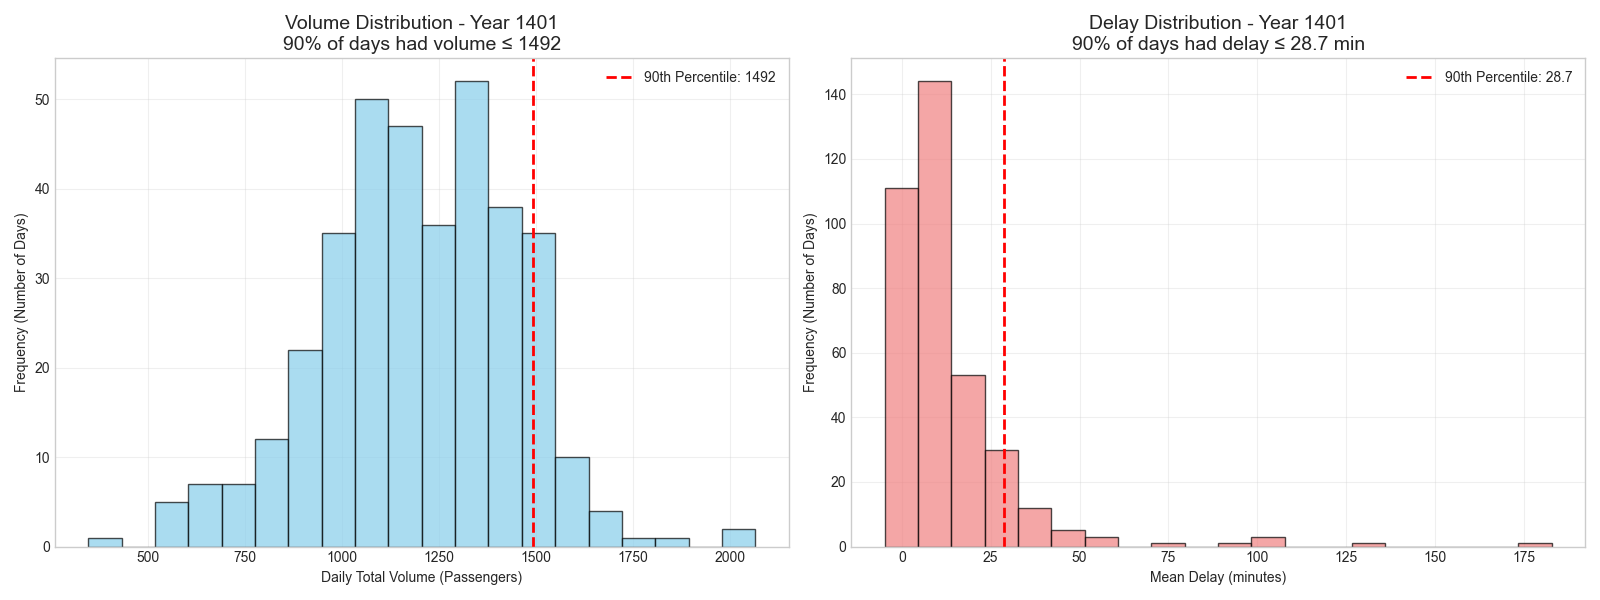 Volume Distribution - Year 1401
90% of days had volume ≤ 1492
90th Percentile: 1492
Frequency (Number of Days)
50
40
30
20
10
0
500
750
1000
1250
1500
1750
2000
Daily Total Volume (Passengers)
Delay Distribution - Year 1401
90% of days had delay ≤ 28.7 min
90th Percentile: 28.7
Frequency (Number of Days)
140
120
100
80
60
40
20
0
0
25
50
75
100
125
150
175
Mean Delay (minutes)